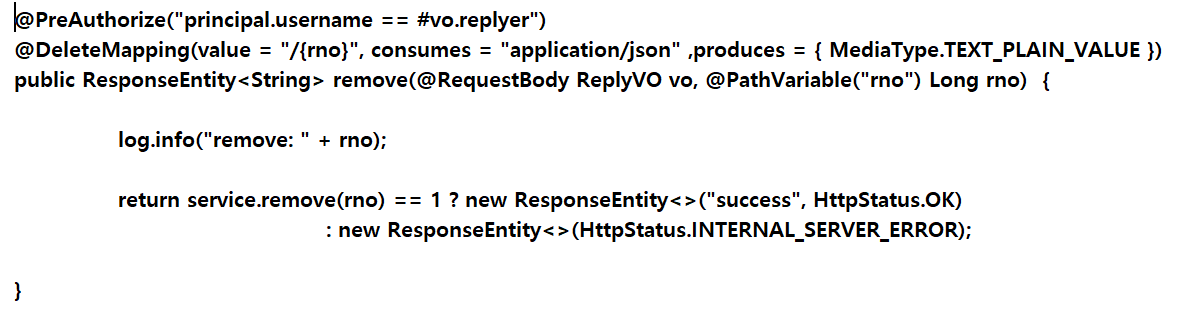 @PreAuthorize("principal.username == #vo.replyer")
@DeleteMapping(value = "/{rno}", consumes = "application/json" ,produces = { MediaType.TEXT_PLAIN_VALUE })
public ResponseEntity<String> remove(@RequestBody ReplyVO vo, @PathVariable("rno") Long rno)  {
log.info("remove: " + rno);
return service.remove(rno) == 1 ? new ResponseEntity<>("success", HttpStatus.OK)
: new ResponseEntity<>(HttpStatus.INTERNAL_SERVER_ERROR);
}